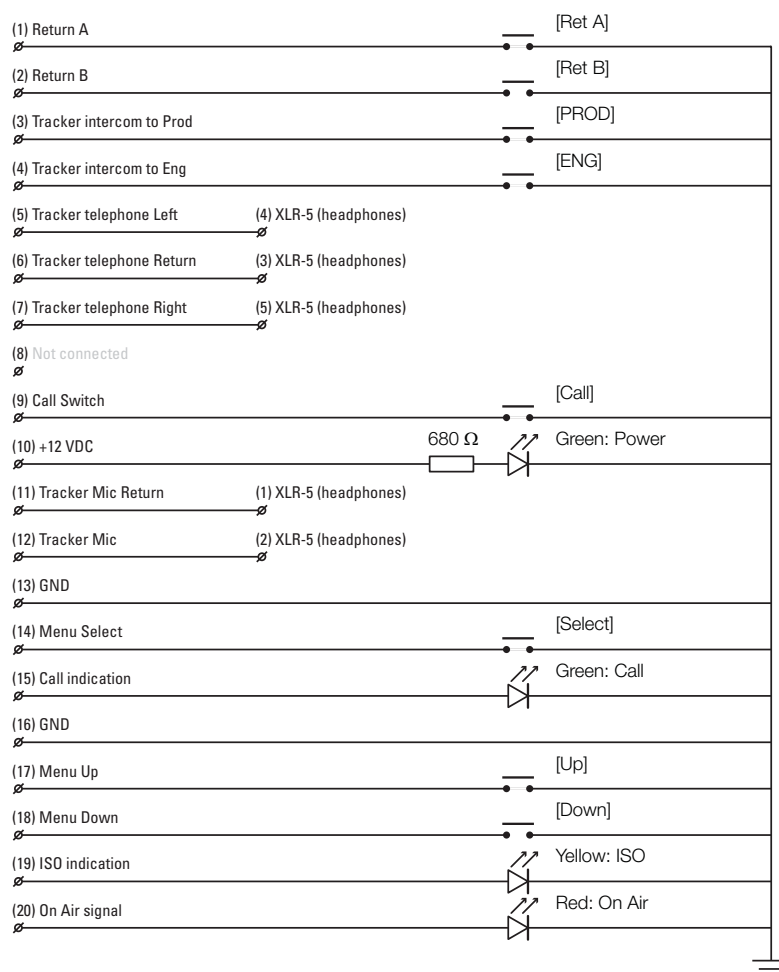 (1) Return A [Ret A]
(2) Return B [Ret B]
(3) Tracker intercom to Prod [PROD]
(4) Tracker intercom to Eng [ENG]
(5) Tracker telephone Left (4) XLR-5 (headphones)
(6) Tracker telephone Return (3) XLR-5 (headphones)
(7) Tracker telephone Right (5) XLR-5 (headphones)
(8) Not connected
(9) Call Switch [Call]
(10) +12 VDC 680 Ω Green: Power
(11) Tracker Mic Return (1) XLR-5 (headphones)
(12) Tracker Mic (2) XLR-5 (headphones)
(13) GND
(14) Menu Select [Select]
(15) Call indication Green: Call
(16) GND
(17) Menu Up [Up]
(18) Menu Down [Down]
(19) ISO indication Yellow: ISO
(20) On Air signal Red: On Air